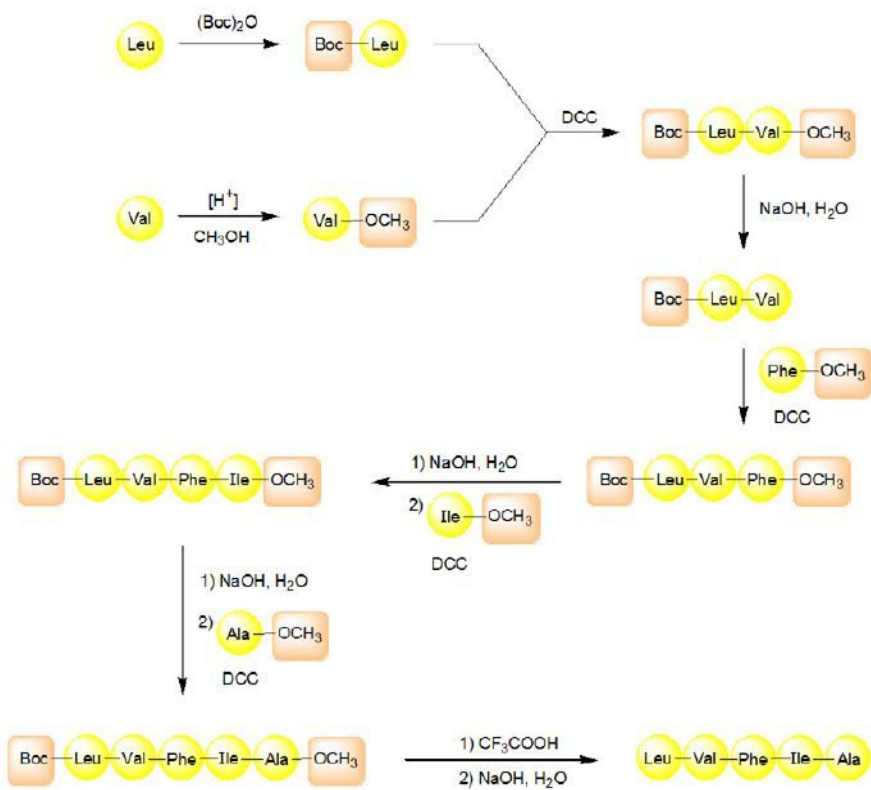 Leu
(Boc)₂O
Boc Leu
DCC
Boc Leu Val OCH₃
Val
[H⁺]
CH₃OH
Val OCH₃
NaOH, H₂O
Boc Leu Val
Phe OCH₃
DCC
Boc Leu Val Phe Ile OCH₃
1) NaOH, H₂O
2) Ile OCH₃
DCC
Boc Leu Val Phe OCH₃
1) NaOH, H₂O
2) Ala OCH₃
DCC
Boc Leu Val Phe Ile Ala OCH₃
1) CF₃COOH
2) NaOH, H₂O
Leu Val Phe Ile Ala